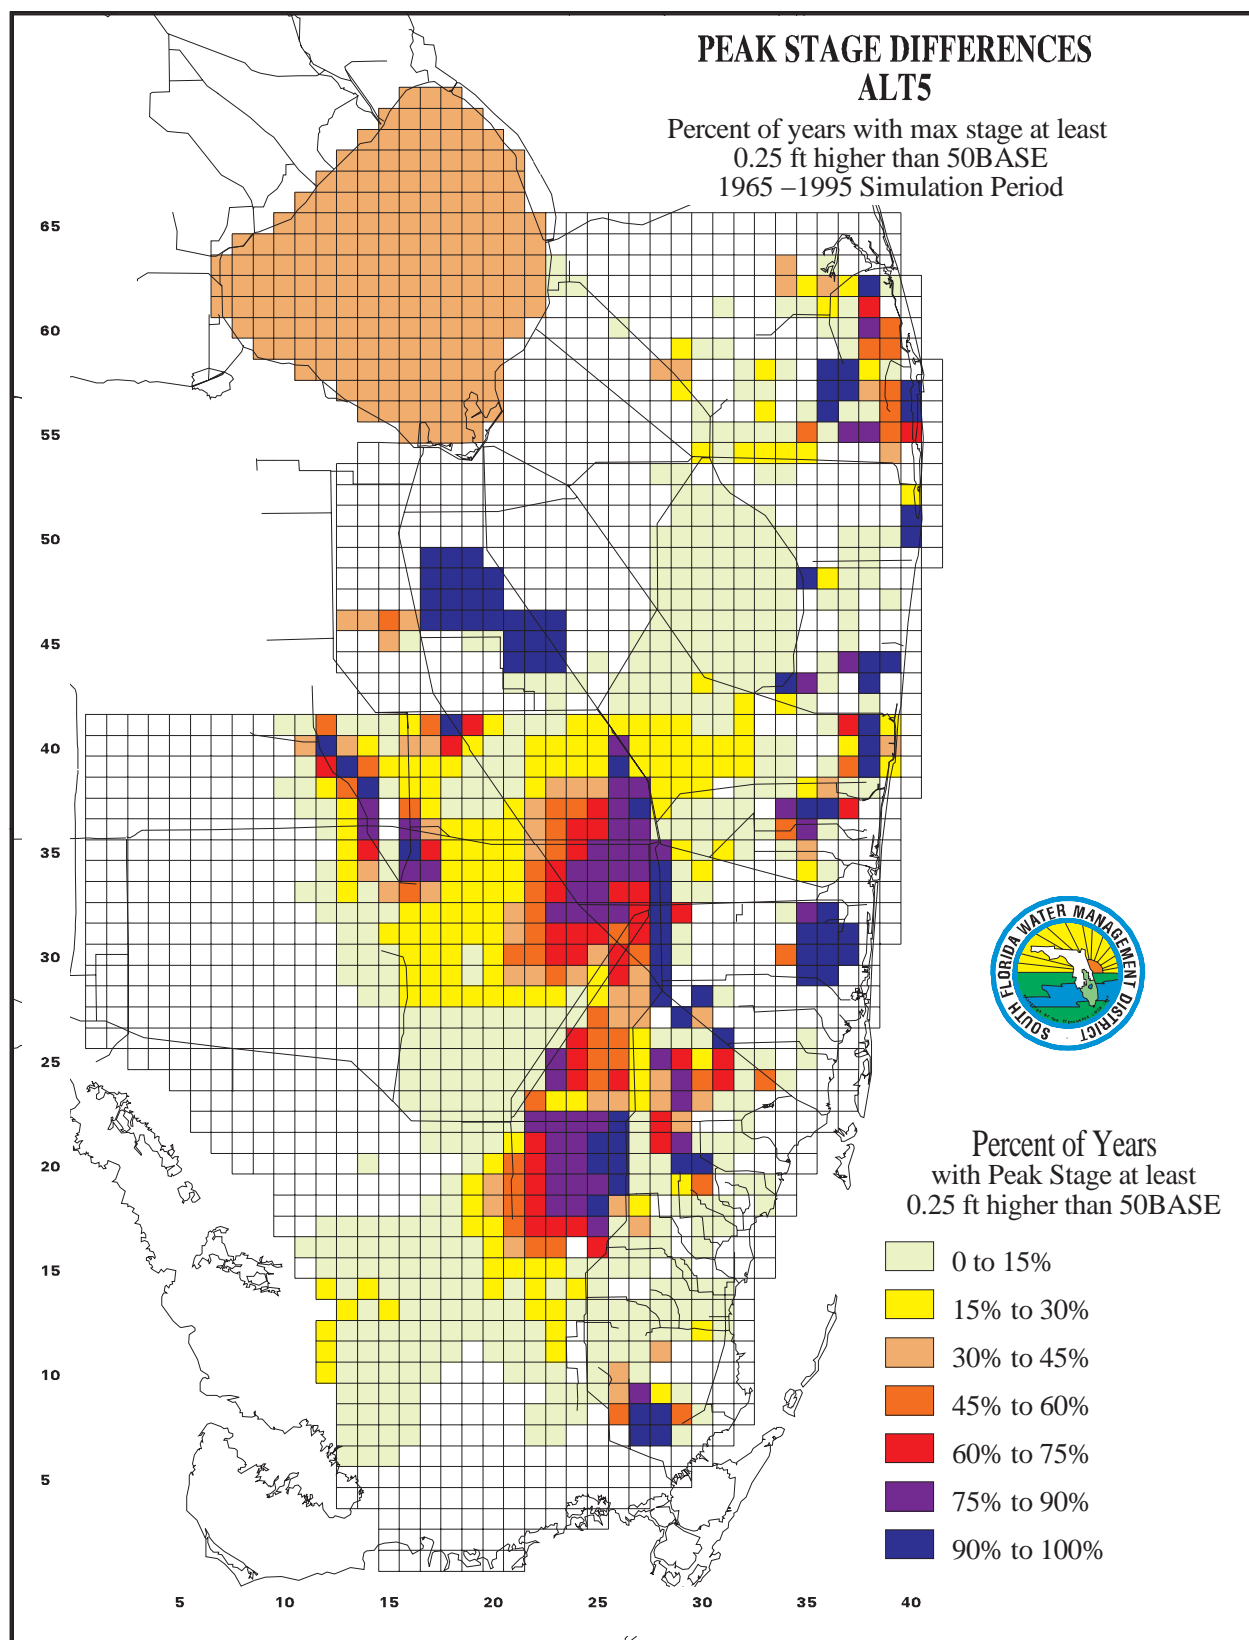 PEAK STAGE DIFFERENCES
ALT5
Percent of years with max stage at least
0.25 ft higher than 50BASE
1965 –1995 Simulation Period
65
60
55
50
45
40
35
30
25
20
15
10
5
SOUTH FLORIDA WATER MANAGEMENT DISTRICT
Percent of Years
with Peak Stage at least
0.25 ft higher than 50BASE
0 to 15%
15% to 30%
30% to 45%
45% to 60%
60% to 75%
75% to 90%
90% to 100%
5
10
15
20
25
30
35
40
“